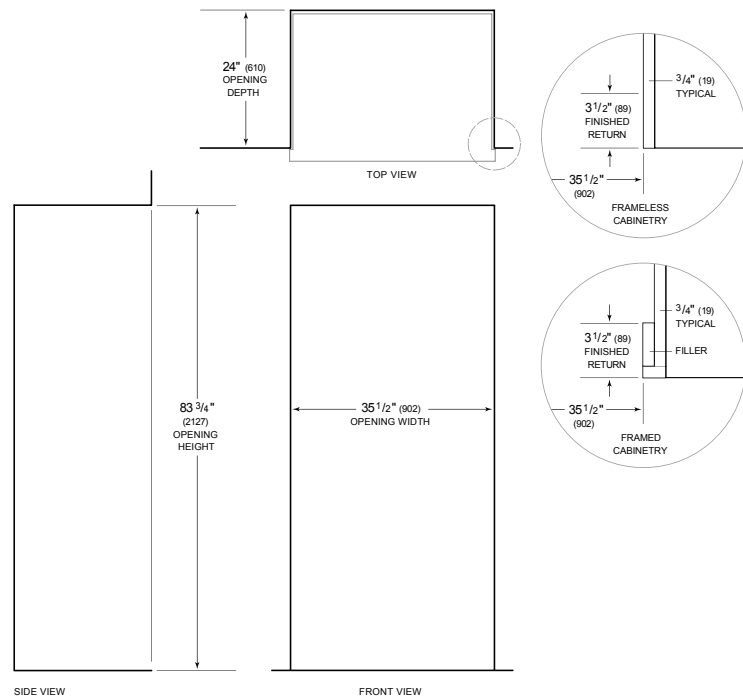 24" (610)
OPENING
DEPTH
TOP VIEW
3/4" (19)
TYPICAL
3 1/2" (89)
FINISHED
RETURN
35 1/2"
(902)
FRAMELESS
CABINETRY
3/4" (19)
TYPICAL
3 1/2" (89)
FINISHED
RETURN
FILLER
35 1/2"
(902)
FRAMED
CABINETRY
83 3/4"
(2127)
OPENING
HEIGHT
35 1/2" (902)
OPENING WIDTH
SIDE VIEW
FRONT VIEW